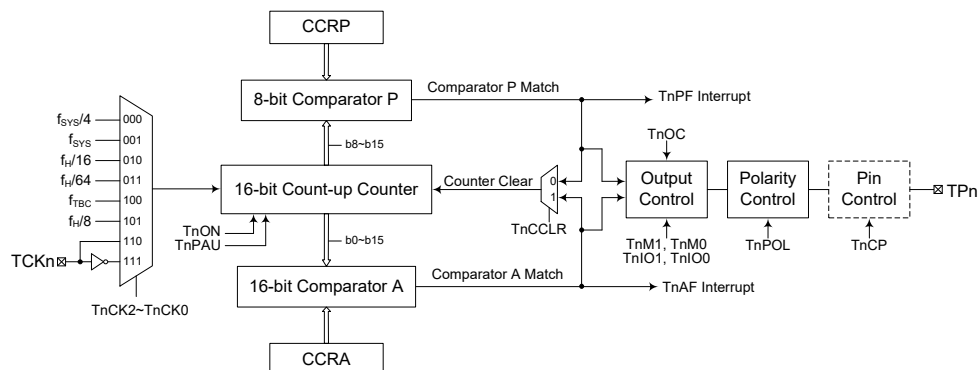 CCRP
8-bit Comparator P
Comparator P Match
TnPF Interrupt
b8~b15
TnOC
fSYS/4 000
fSYS 001
fH/16 010
fH/64 011
fTBC 100
fH/8 101
110
111
TCKn
TnCK2~TnCK0
16-bit Count-up Counter
TnON
TnPAU
Counter Clear
0
1
TnCCLR
Output Control
Polarity Control
Pin Control
TPn
TnM1, TnM0
TnIO1, TnIO0
TnPOL
TnCP
b0~b15
16-bit Comparator A
Comparator A Match
TnAF Interrupt
CCRA